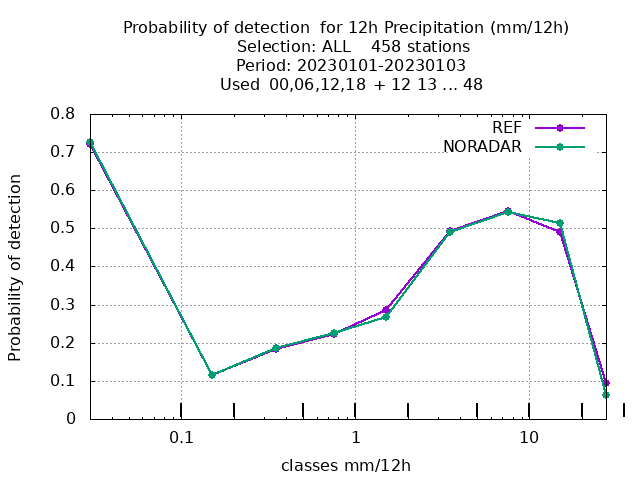 Probability of detection  for 12h Precipitation (mm/12h)
Selection: ALL    458 stations
Period: 20230101-20230103
Used  00,06,12,18  + 12 13 ... 48
REF
NORADAR
0.8
0.7
0.6
0.5
0.4
0.3
0.2
0.1
0
Probability of detection
0.1 1 10
classes mm/12h